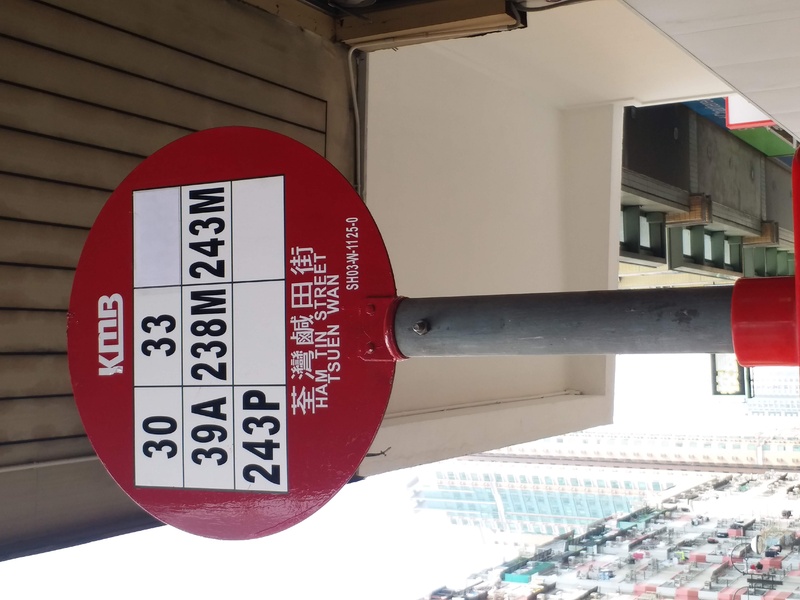 KMB
30 33
39A 238M 243M
243P
荃灣鹹田街
HAM TIN STREET
TSUEN WAN
SH03-W-1125-0